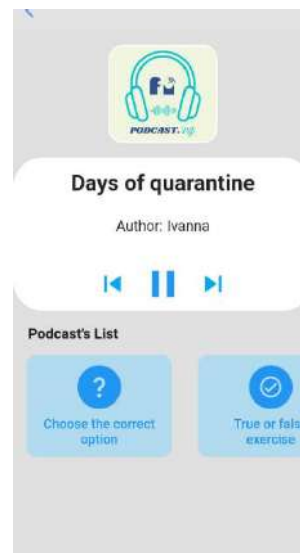 PODCAST.
Days of quarantine
Author: Ivanna
Podcast's List
?
Choose the correct
option
True or fals
exercise